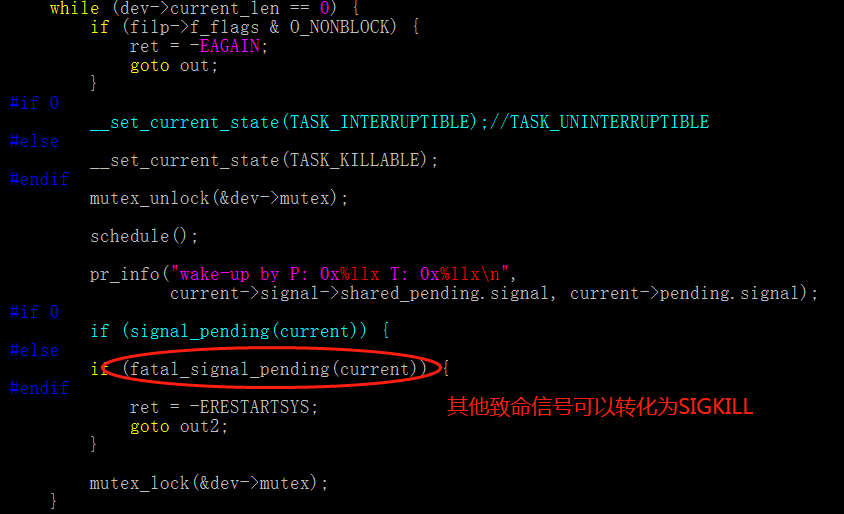 while (dev->current_len == 0) {
if (filp->f_flags & O_NONBLOCK) {
ret = -EAGAIN;
goto out;
}
#if 0
__set_current_state(TASK_INTERRUPTIBLE);//TASK_UNINTERRUPTIBLE
#else
__set_current_state(TASK_KILLABLE);
#endif
mutex_unlock(&dev->mutex);
schedule();
pr_info("wake-up by P: 0x%llx T: 0x%llx\n",
current->signal->shared_pending.signal, current->pending.signal);
#if 0
if (signal_pending(current)) {
#else
if (fatal_signal_pending(current)) {
#endif
ret = -ERESTARTSYS;
其他致命信号可以转化为SIGKILL
goto out2;
}
mutex_lock(&dev->mutex);
}